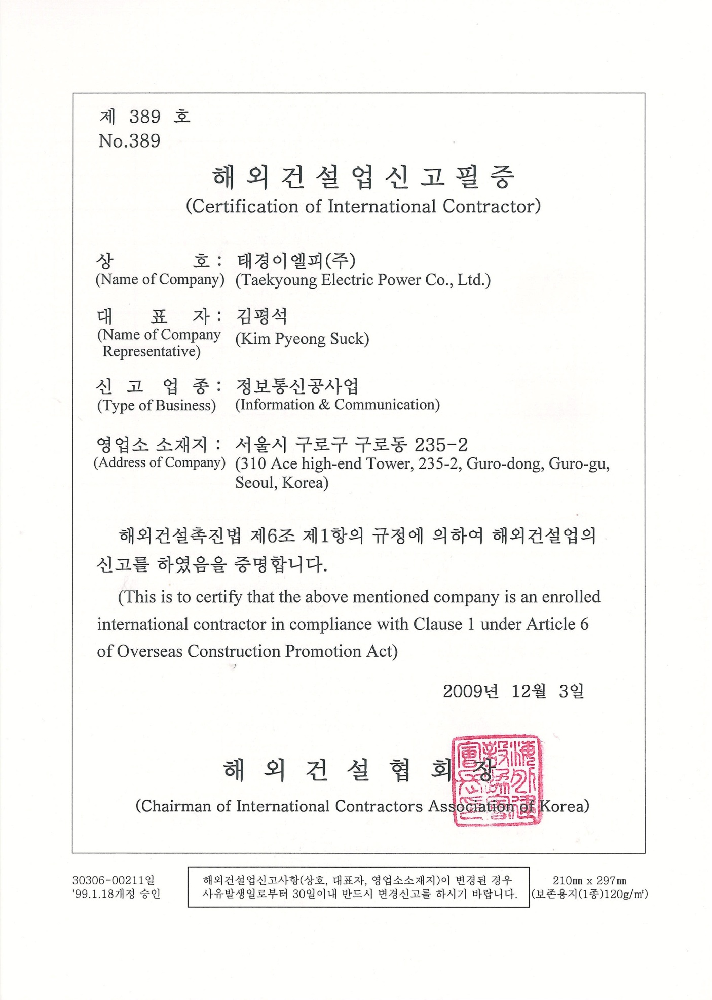 제 389 호
No.389
해외건설업신고필증
(Certification of International Contractor)
상 호 : 태경이엘피(주)
(Name of Company) (Taekyoung Electric Power Co., Ltd.)
대 표 자 : 김평석
(Name of Company (Kim Pyeong Suck)
Representative)
신 고 업 종 : 정보통신공사업
(Type of Business) (Information & Communication)
영업소 소재지 : 서울시 구로구 구로동 235-2
(Address of Company) (310 Ace high-end Tower, 235-2, Guro-dong, Guro-gu,
Seoul, Korea)
해외건설촉진법 제6조 제1항의 규정에 의하여 해외건설업의
신고를 하였음을 증명합니다.
(This is to certify that the above mentioned company is an enrolled
international contractor in compliance with Clause 1 under Article 6
of Overseas Construction Promotion Act)
2009년 12월 3일
해 외 건 설 협 회 장
(Chairman of International Contractors Association of Korea)
海外建
設協會
會長印
30306-00211일
'99.1.18개정 승인
해외건설업신고사항(상호, 대표자, 영업소소재지)이 변경된 경우
사유발생일로부터 30일이내 반드시 변경신고를 하시기 바랍니다.
210㎜ x 297㎜
(보존용지(1종)120g/㎡)